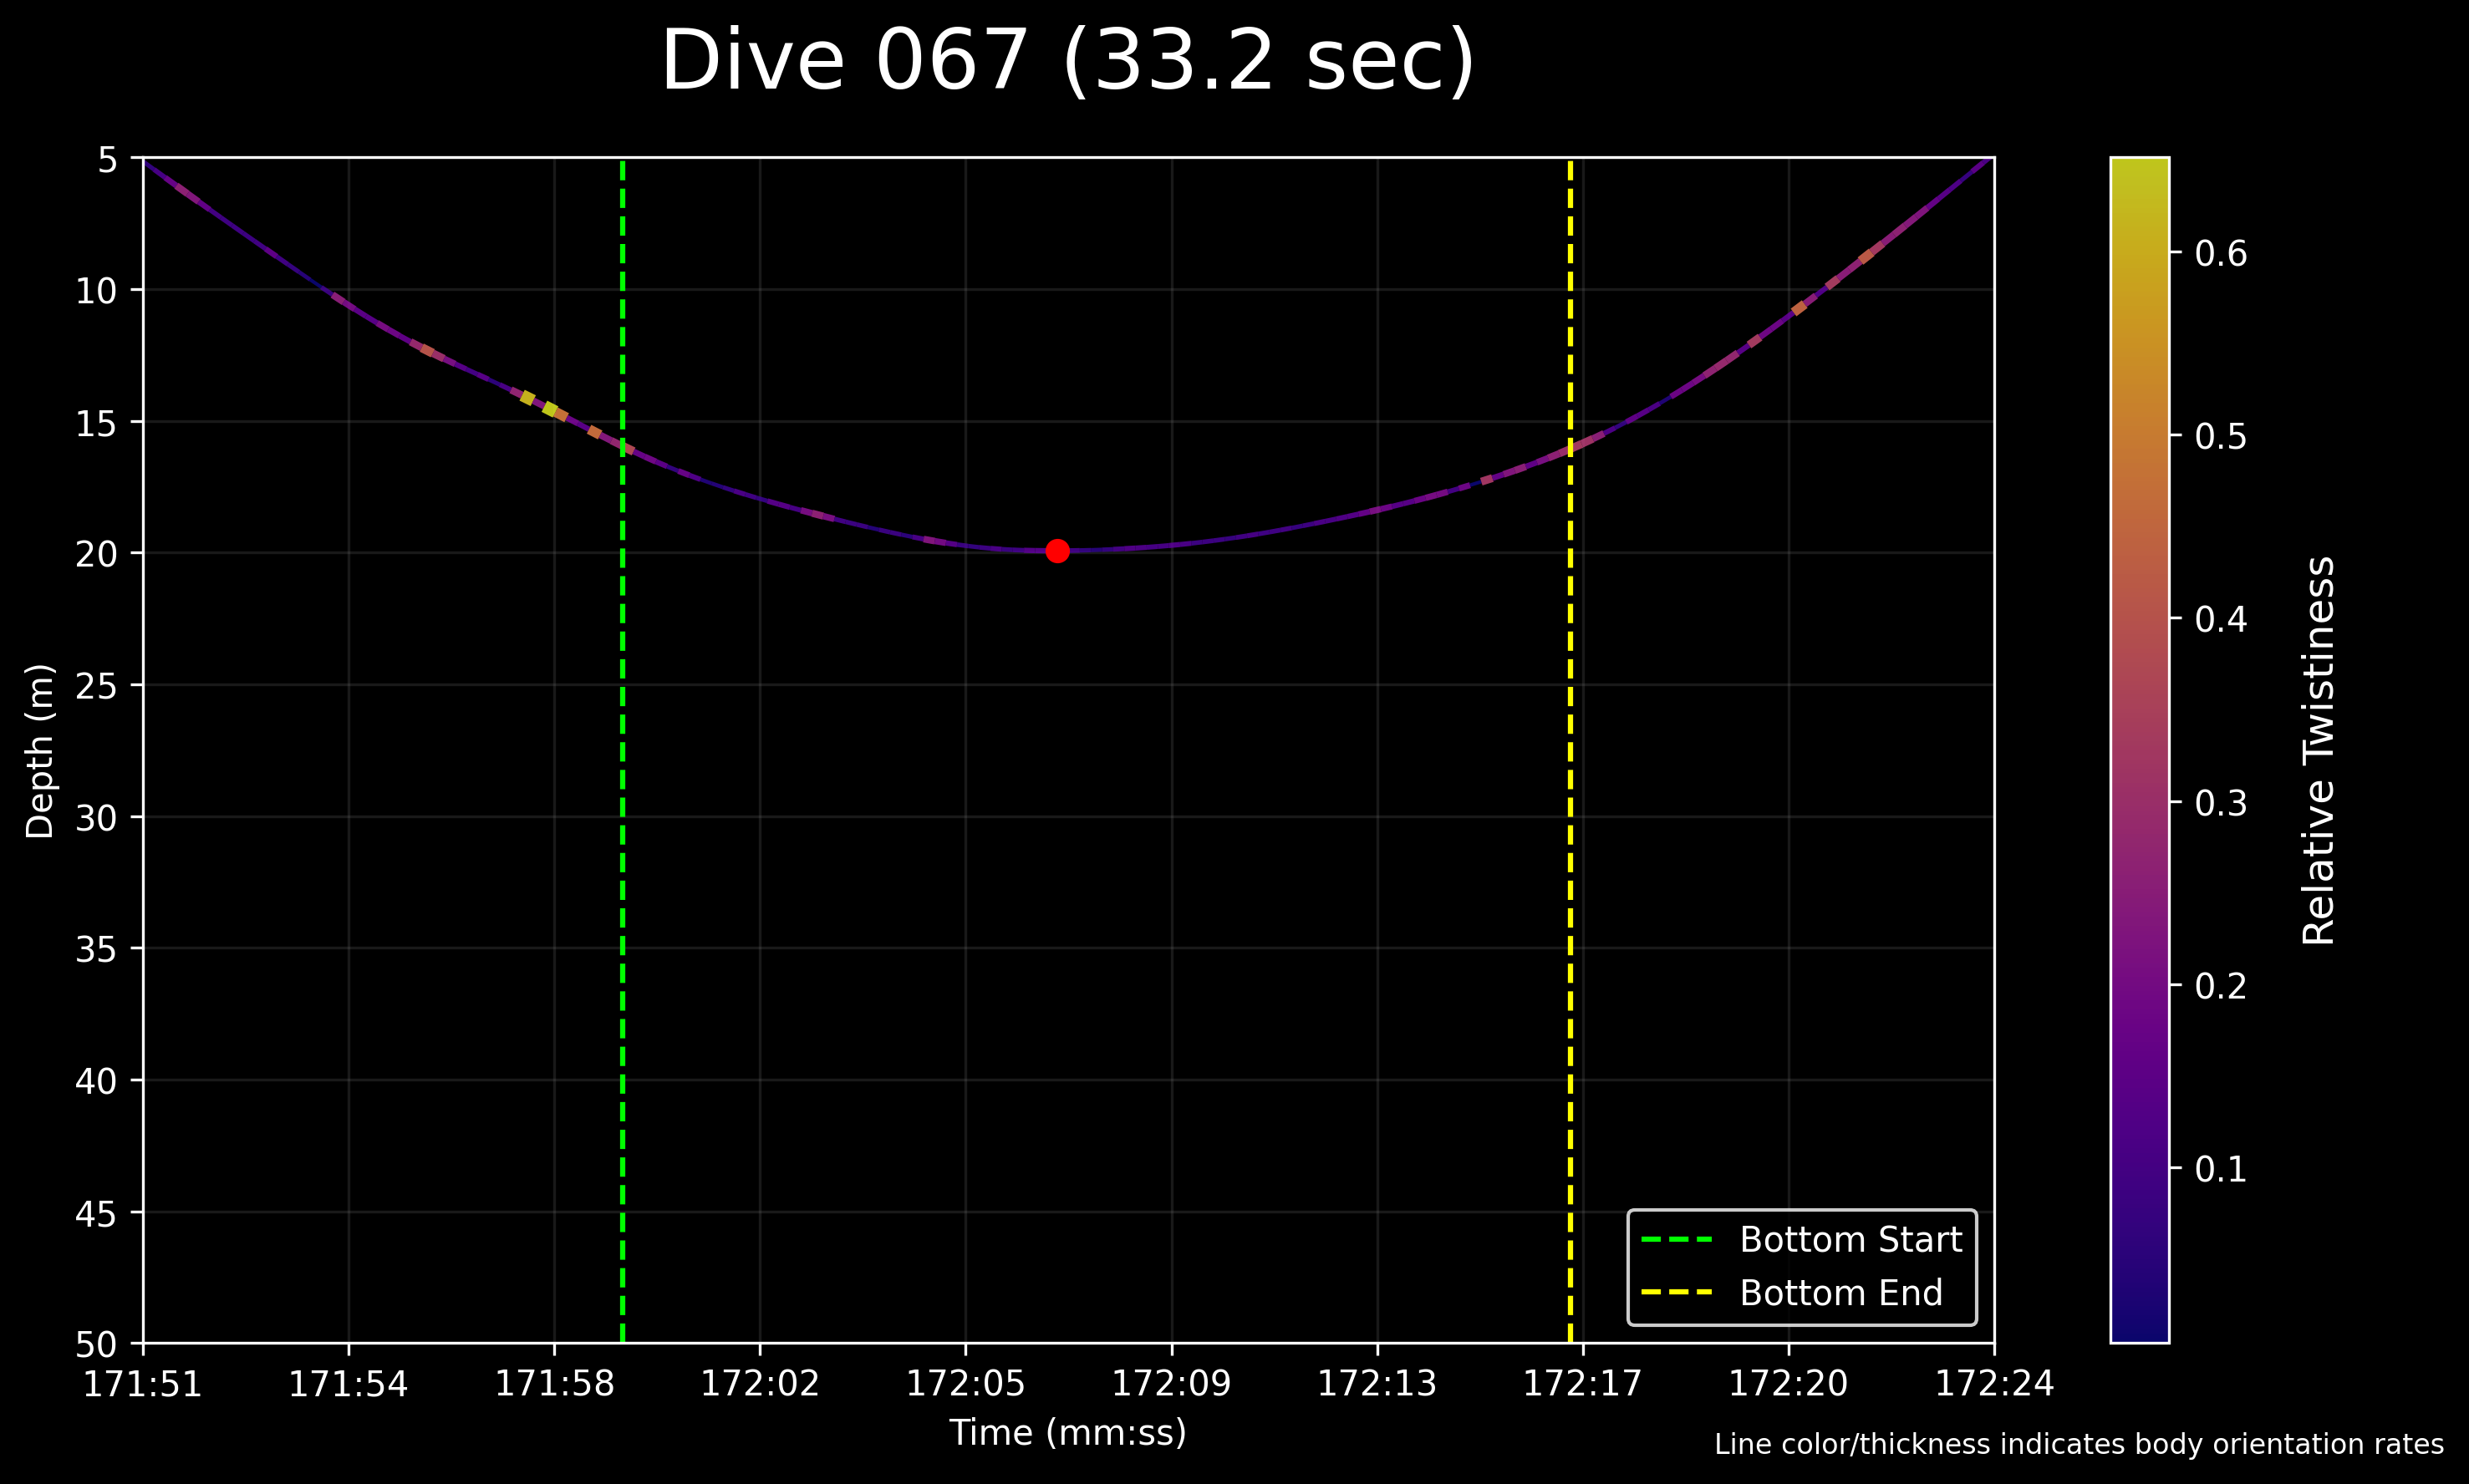 Dive 067 (33.2 sec)
5
10
15
20
25
30
35
40
45
50
Depth (m)
171:51 171:54 171:58 172:02 172:05 172:09 172:13 172:17 172:20 172:24
Time (mm:ss)
Bottom Start
Bottom End
0.6
0.5
0.4
0.3
0.2
0.1
Relative Twistiness
Line color/thickness indicates body orientation rates